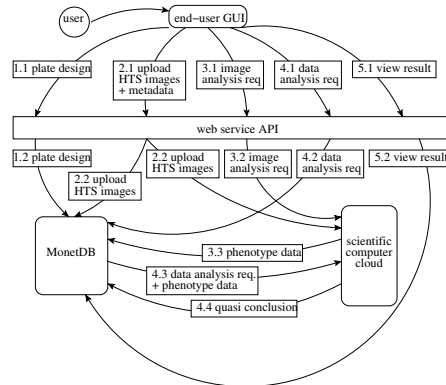 user
end-user GUI
1.1 plate design
2.1 upload
HTS images
+ metadata
3.1 image
analysis req
4.1 data
analysis req
5.1 view result
web service API
1.2 plate design
2.2 upload
HTS images
2.2 upload
HTS images
3.2 image
analysis req
4.2 data
analysis req
5.2 view result
MonetDB
scientific
computer
cloud
3.3 phenotype data
4.3 data analysis req.
+ phenotype data
4.4 quasi conclusion